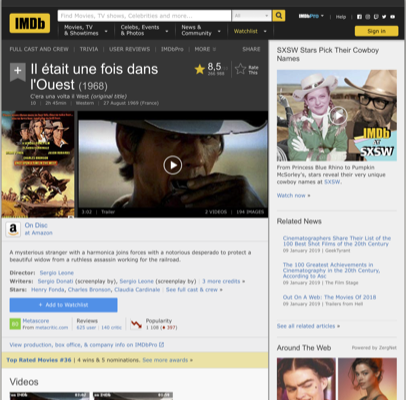 IMDb
Find Movies, TV shows, Celebrities and more...
All
IMDbPro
Help
Movies, TV & Showtimes
Celebs, Events & Photos
News & Community
Watchlist
Sign in
FULL CAST AND CREW | TRIVIA | USER REVIEWS | IMDbPro | MORE
SHARE
Il était une fois dans
l'Ouest (1968)
8,5
Rate This
C'era una volta il West (original title)
10 | 2h 45min | Western | 27 August 1969 (France)
3:02 | Trailer
2 VIDEOS | 194 IMAGES
On Disc
at Amazon
A mysterious stranger with a harmonica joins forces with a notorious desperado to protect a
beautiful widow from a ruthless assassin working for the railroad.
Director: Sergio Leone
Writers: Sergio Donati (screenplay by), Sergio Leone (screenplay by) | 3 more credits »
Stars: Henry Fonda, Charles Bronson, Claudia Cardinale | See full cast & crew »
+ Add to Watchlist
80
Metascore
From metacritic.com
Reviews
625 user | 140 critic
Popularity
1 108 (397)
View production, box office, & company info on IMDbPro
Top Rated Movies #36 | 4 wins & 5 nominations. See more awards »
Videos
SXSW Stars Pick Their Cowboy
Names
IMDb
at
SXSW
From Princess Blue Rhino to Pumpkin
McSorley's, stars reveal their very unique
cowboy names at SXSW.
Watch now »
Related News
Cinematographers Share List of the
100 Best Shot Films of the 20th Century
09 January 2019 | GeekTyrant
The 100 Greatest Achievements in
Cinematography in the 20th Century,
According to Asc
09 January 2019 | The Film Stage
Out On A Web: The Movies Of 2018
09 January 2019 | Trailers from Hell
See all related articles »
Around The Web
Powered by ZergNet